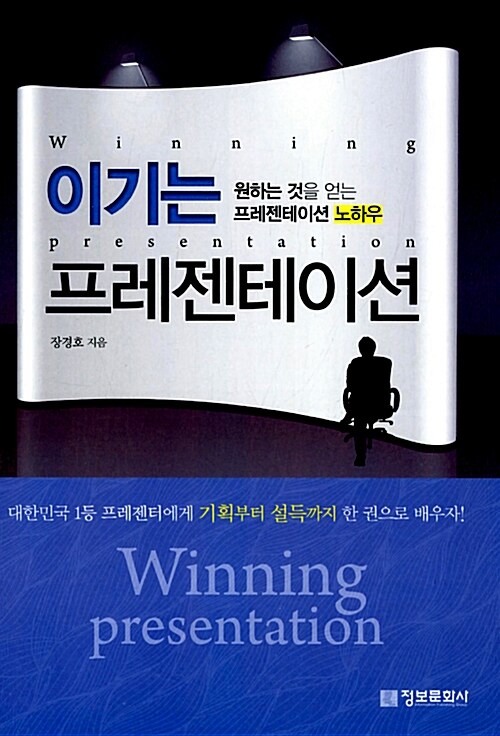 Winning
이기는
원하는 것을 얻는
프레젠테이션 노하우
presentation
프레젠테이션
장경호 지음
대한민국 1등 프레젠터에게 기획부터 설득까지 한 권으로 배우자!
Winning
presentation
정보문화사